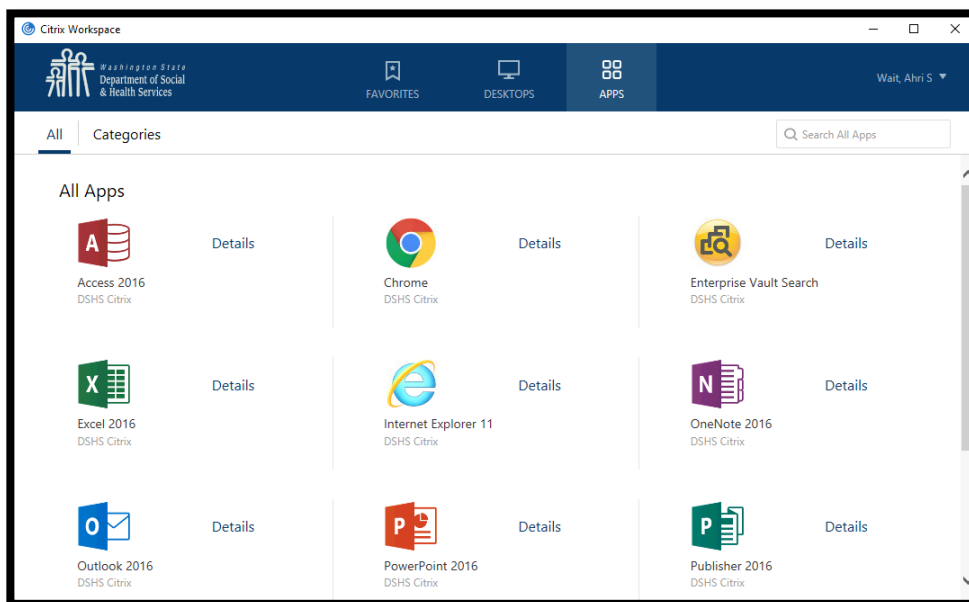 Citrix Workspace
Washington State
Department of Social
& Health Services
FAVORITES
DESKTOPS
APPS
Wait, Ahri S
All
Categories
Search All Apps
All Apps
A
Details
Details
Details
Access 2016
Chrome
Enterprise Vault Search
DSHS Citrix
DSHS Citrix
DSHS Citrix
X
Details
e
Details
N
Details
Excel 2016
Internet Explorer 11
OneNote 2016
DSHS Citrix
DSHS Citrix
DSHS Citrix
O
Details
P
Details
P
Details
Outlook 2016
PowerPoint 2016
Publisher 2016
DSHS Citrix
DSHS Citrix
DSHS Citrix